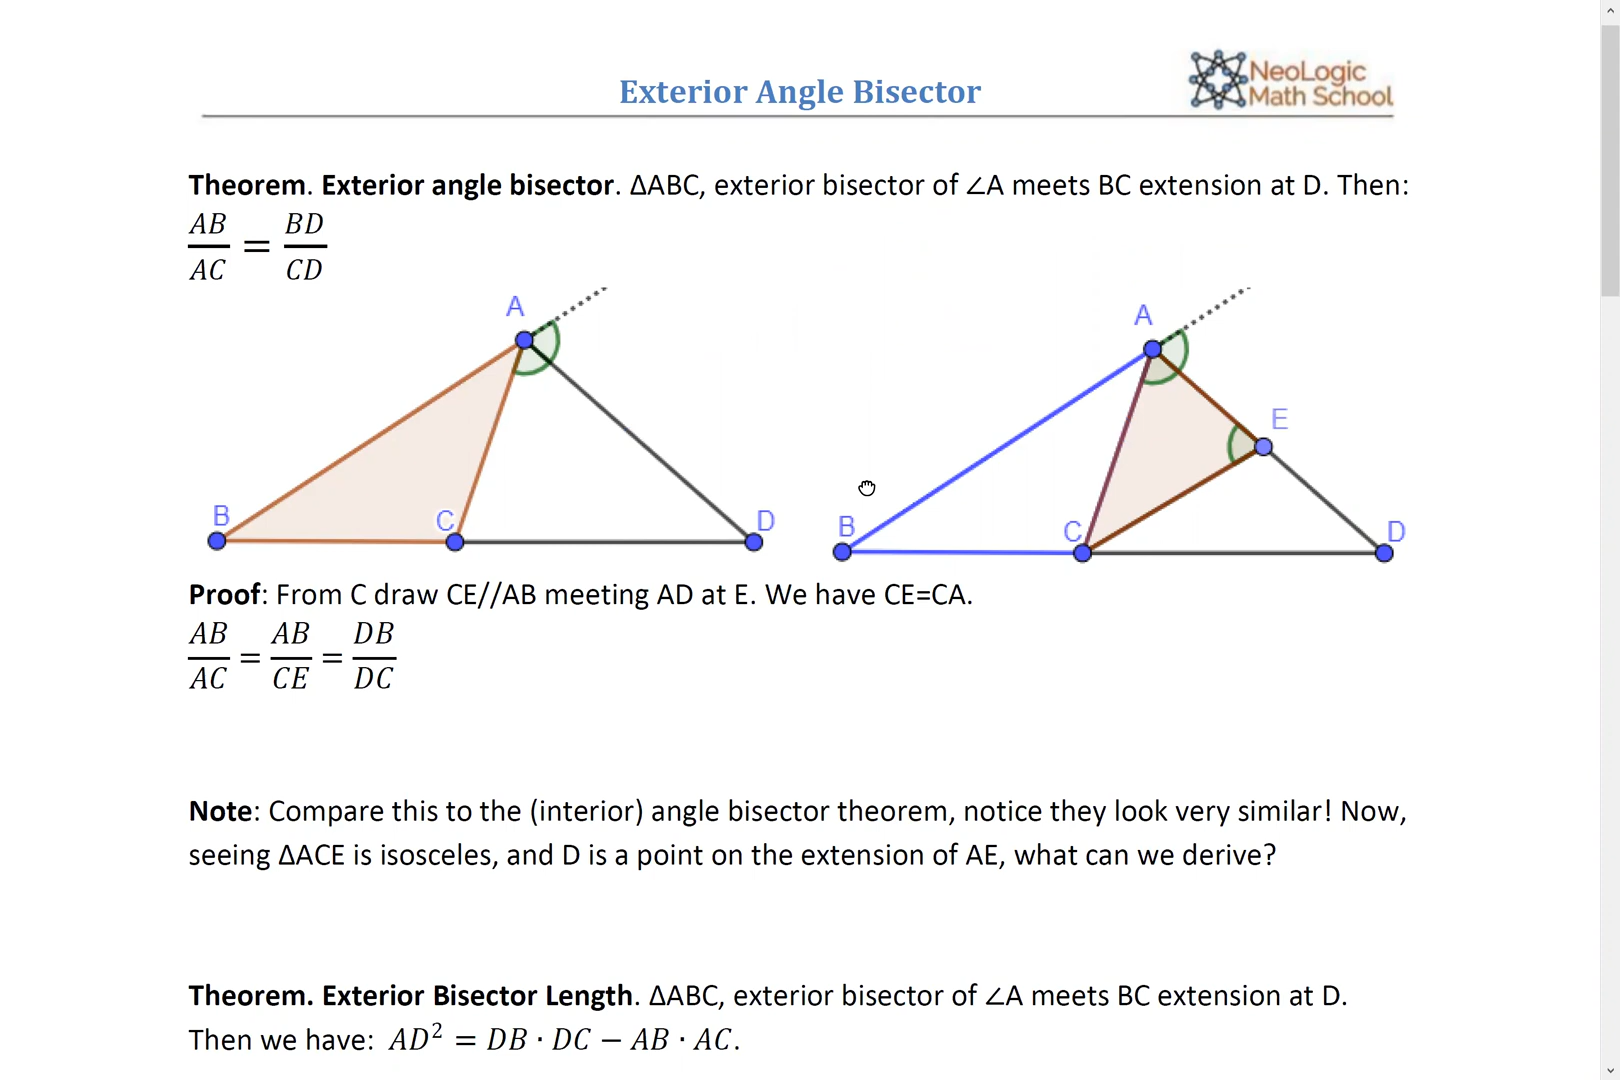 Exterior Angle Bisector
NeoLogic
Math School
Theorem. Exterior angle bisector. ΔABC, exterior bisector of ∠A meets BC extension at D. Then:
AB/AC = BD/CD
A
B
C
D
A
E
B
C
D
Proof: From C draw CE//AB meeting AD at E. We have CE=CA.
AB/AC = AB/CE = DB/DC
Note: Compare this to the (interior) angle bisector theorem, notice they look very similar! Now,
seeing ΔACE is isosceles, and D is a point on the extension of AE, what can we derive?
Theorem. Exterior Bisector Length. ΔABC, exterior bisector of ∠A meets BC extension at D.
Then we have: AD² = DB · DC − AB · AC.